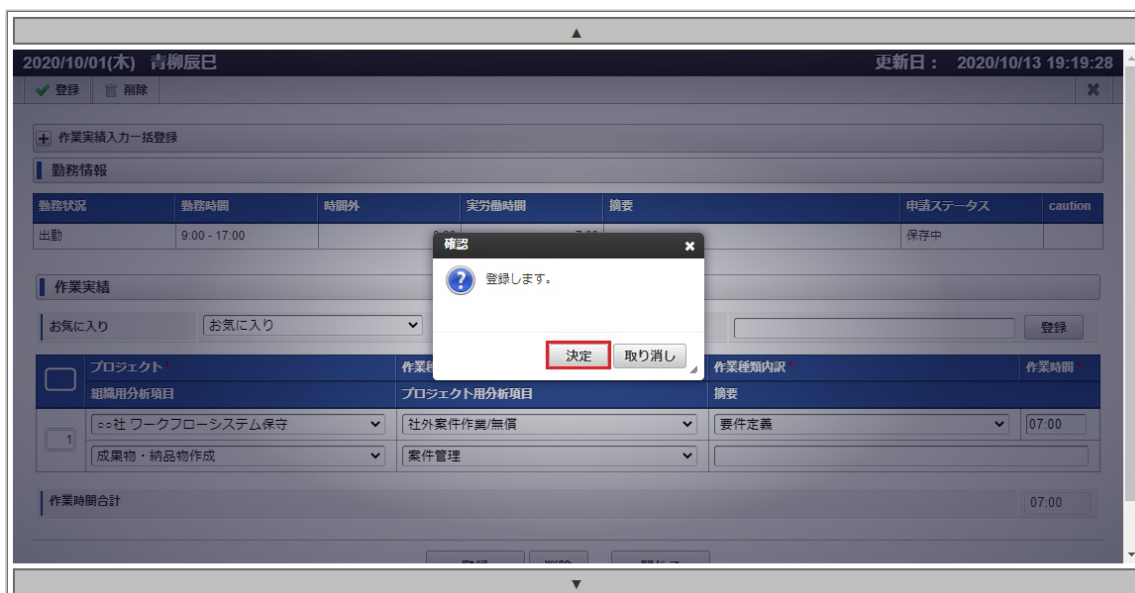 ▲
2020/10/01(木) 青柳辰巳 更新日： 2020/10/13 19:19:28
登録 削除
作業実績入力一括登録
勤務情報
勤務状況 勤務時間 時間外 実労働時間 摘要 申請ステータス caution
出勤 9:00 - 17:00 保存中
確認
登録します。
決定 取り消し
作業実績
お気に入り お気に入り 登録
プロジェクト* 作業種類内訳* 作業時間*
組織用分析項目 プロジェクト用分析項目 摘要
1 ○○社 ワークフローシステム保守 社外案件作業/無償 要件定義 07:00
成果物・納品物作成 案件管理
作業時間合計 07:00
▼